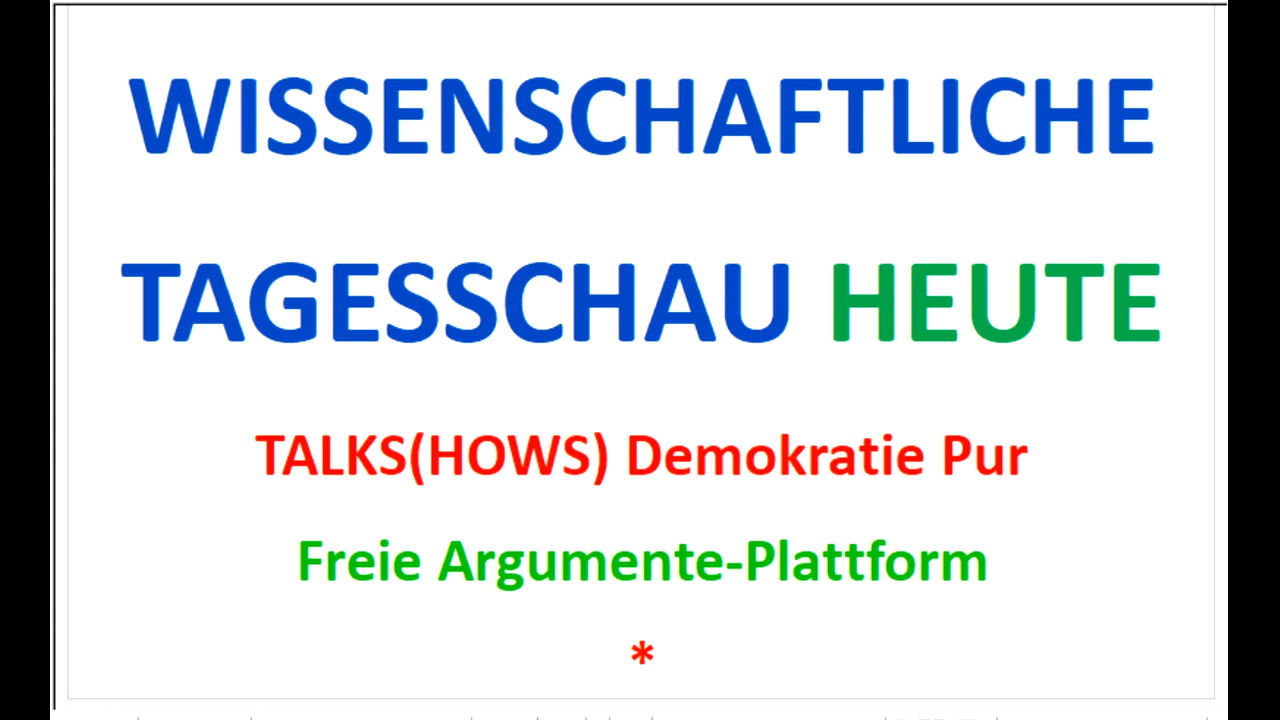 WISSENSCHAFTLICHE
TAGESSCHAU HEUTE
TALKS(HOWS) Demokratie Pur
Freie Argumente-Plattform
*